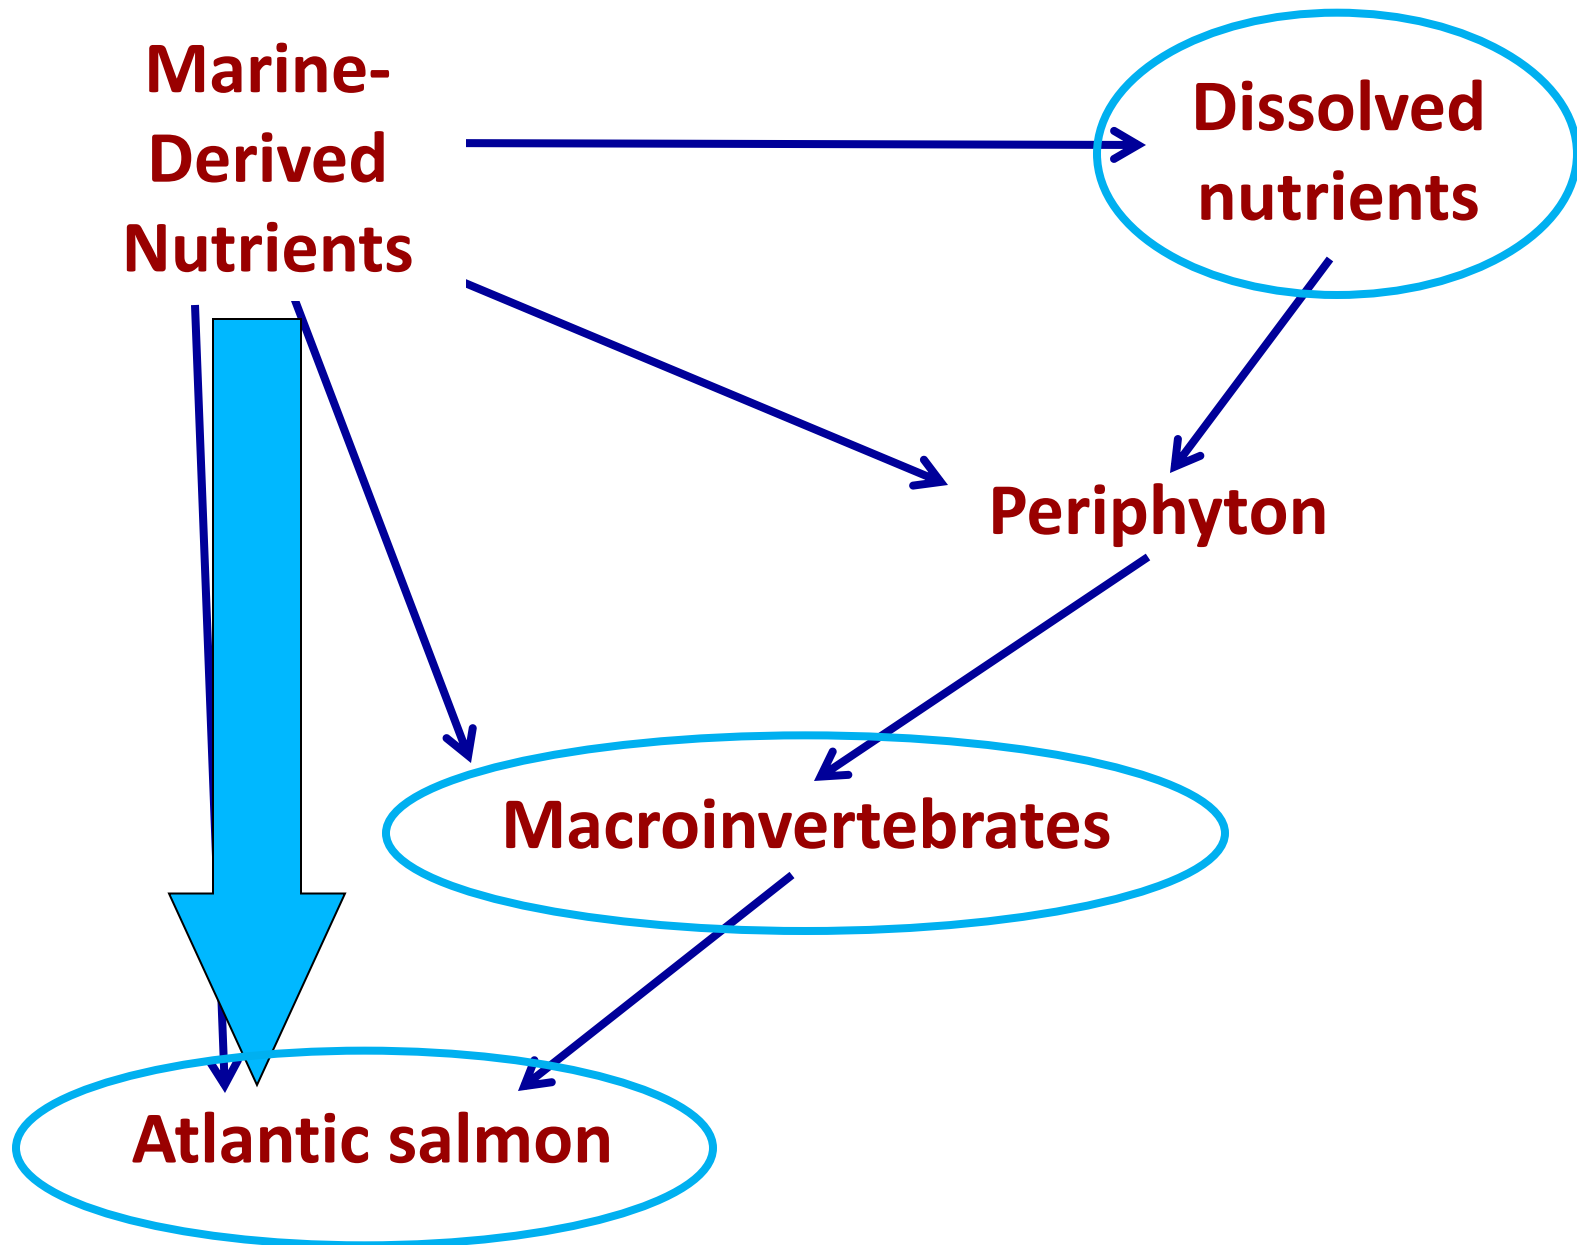 Marine-
Derived
Nutrients
Dissolved
nutrients
Periphyton
Macroinvertebrates
Atlantic salmon